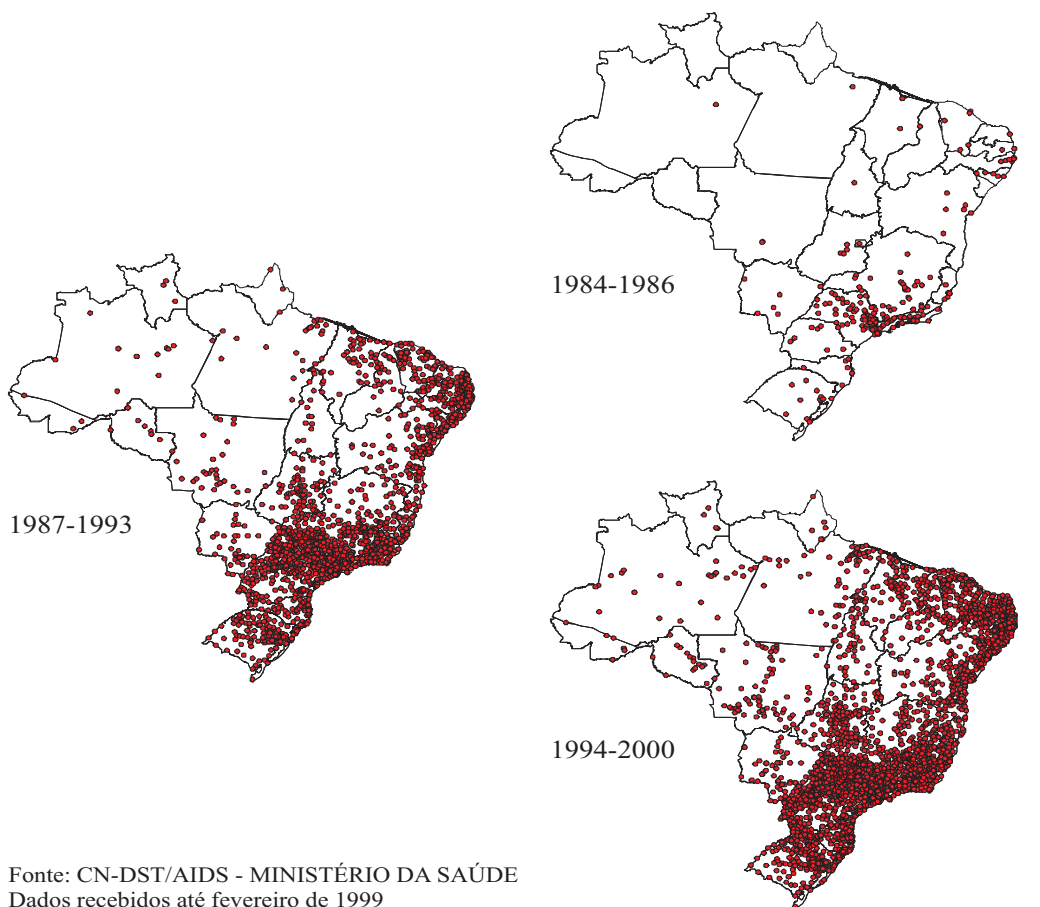 1984-1986
1987-1993
1994-2000
Fonte: CN-DST/AIDS - MINISTÉRIO DA SAÚDE
Dados recebidos até fevereiro de 1999